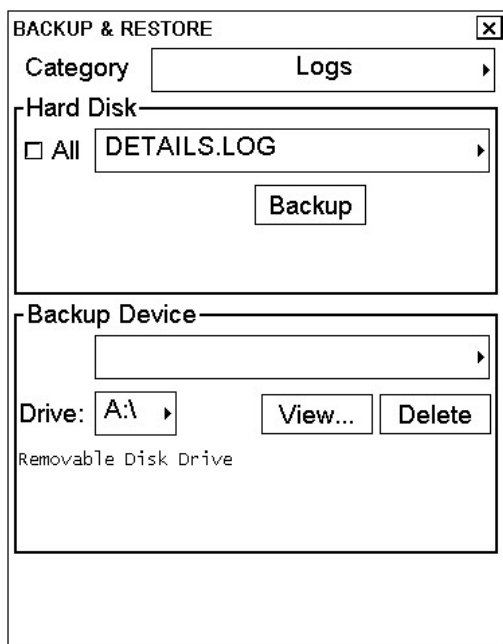 BACKUP & RESTORE
Category Logs
Hard Disk
All DETAILS.LOG
Backup
Backup Device
Drive: A:\ View... Delete
Removable Disk Drive